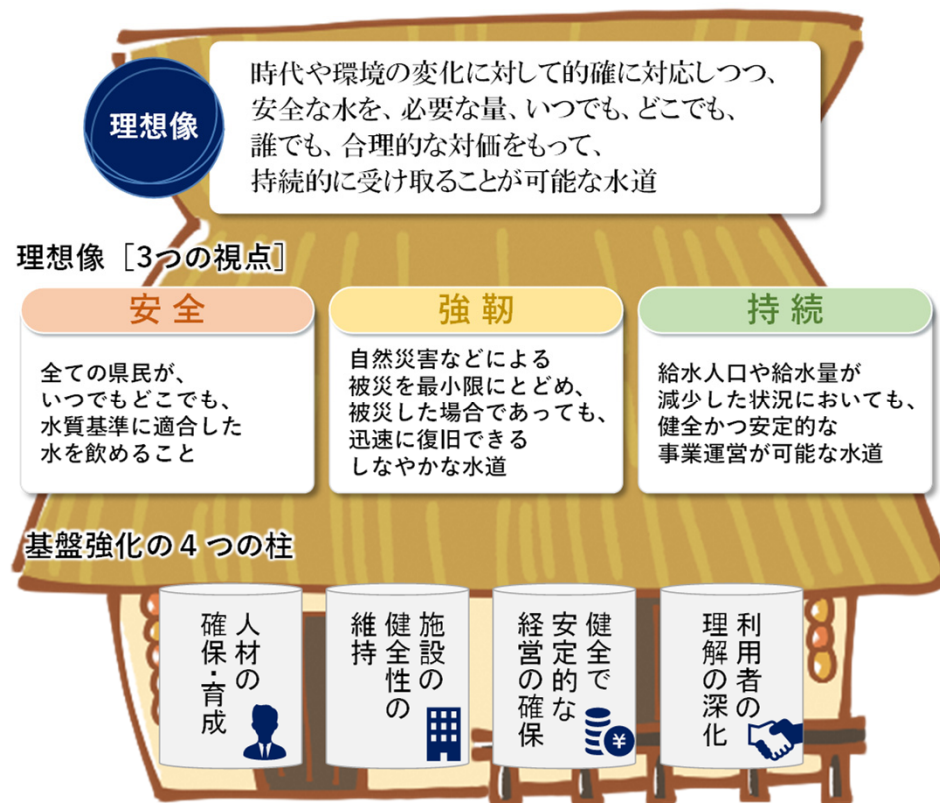 理想像
時代や環境の変化に対して的確に対応しつつ、
安全な水を、必要な量、いつでも、どこでも、
誰でも、合理的な対価をもって、
持続的に受け取ることが可能な水道
理想像［3つの視点］
安全
全ての県民が、
いつでもどこでも、
水質基準に適合した
水を飲めること
強靭
自然災害などによる
被災を最小限にとどめ、
被災した場合であっても、
迅速に復旧できる
しなやかな水道
持続
給水人口や給水量が
減少した状況においても、
健全かつ安定的な
事業運営が可能な水道
基盤強化の４つの柱
人材の
確保・育成
施設の
健全性の
維持
健全で
安定的な
経営の確保
¥
利用者の
理解の深化